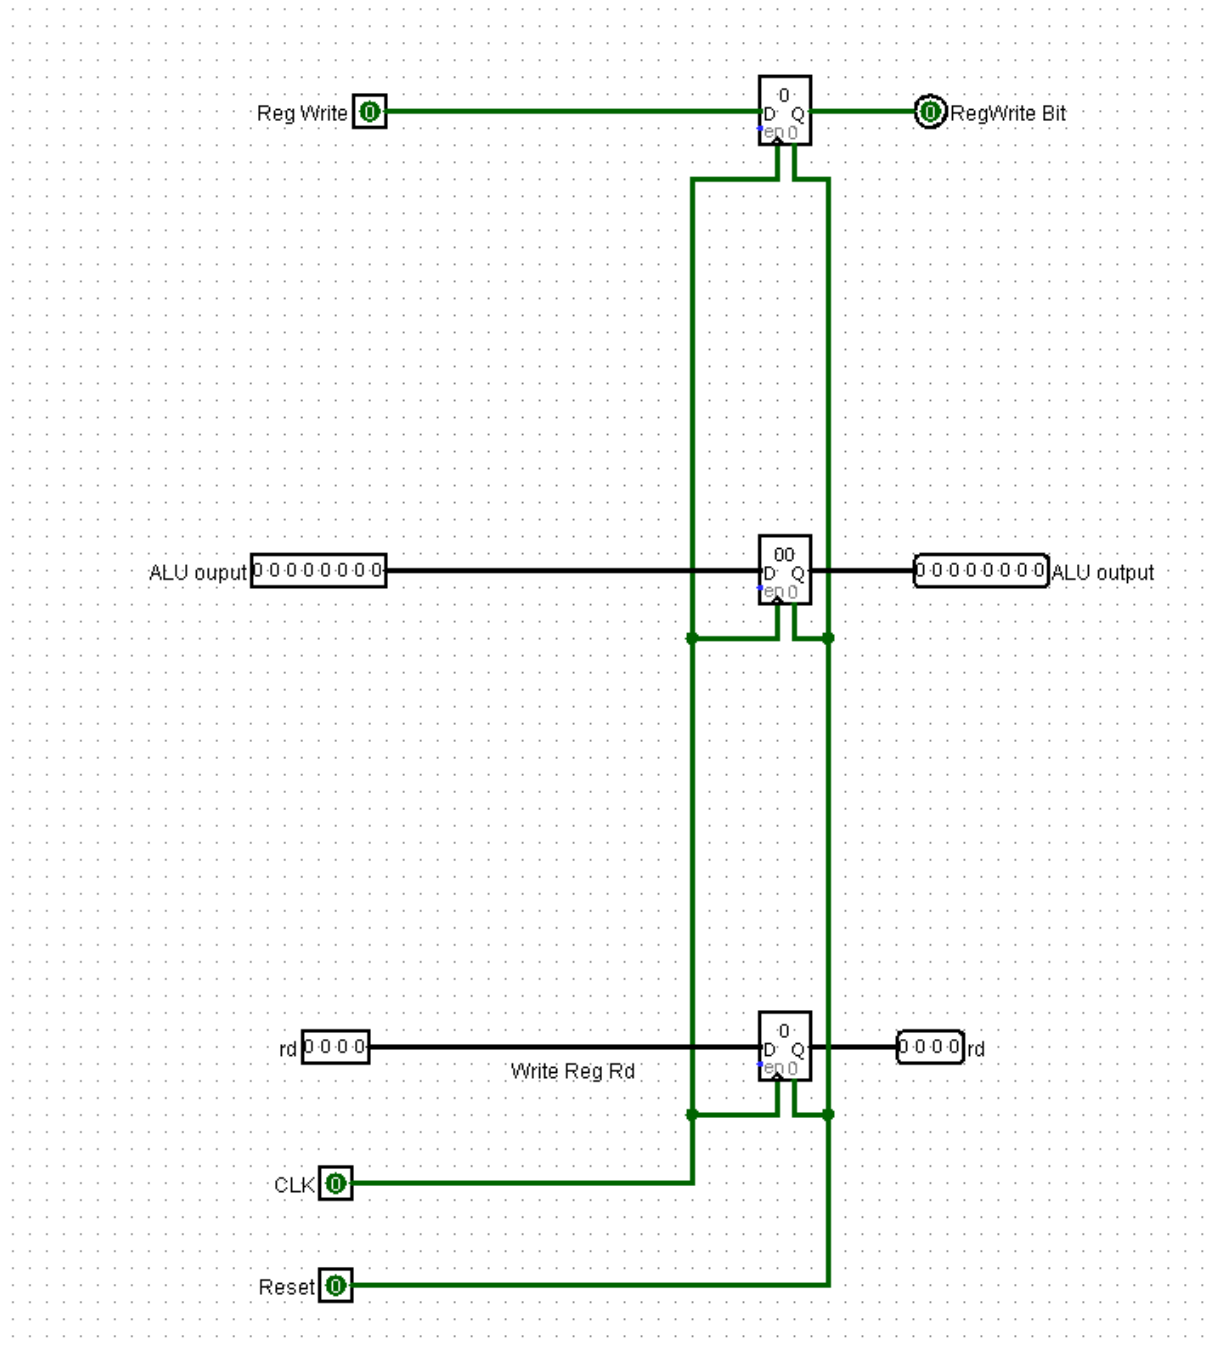 0
Reg Write 0 D Q 0 RegWrite Bit
en 0
00
ALU ouput 0 0 0 0 0 0 0 0 D Q 0 0 0 0 0 0 0 0 ALU output
en 0
0
rd 0 0 0 0 D Q 0 0 0 0 rd
Write Reg Rd en 0
CLK 0
Reset 0